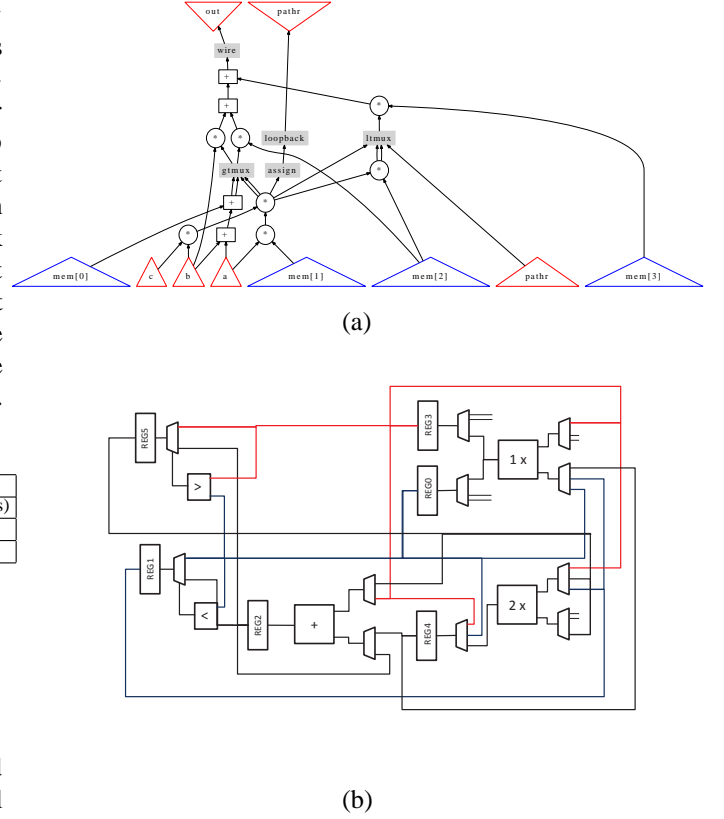 out pathr
wire
+
+
*
* * loopback ltmux
gtmux assign *
+ *
* + *
mem[0] c b a mem[1] mem[2] pathr mem[3]
(a)
REG5 REG3
> REG0 1 x
s)
REG1
< REG2 + REG4 2 x
(b)